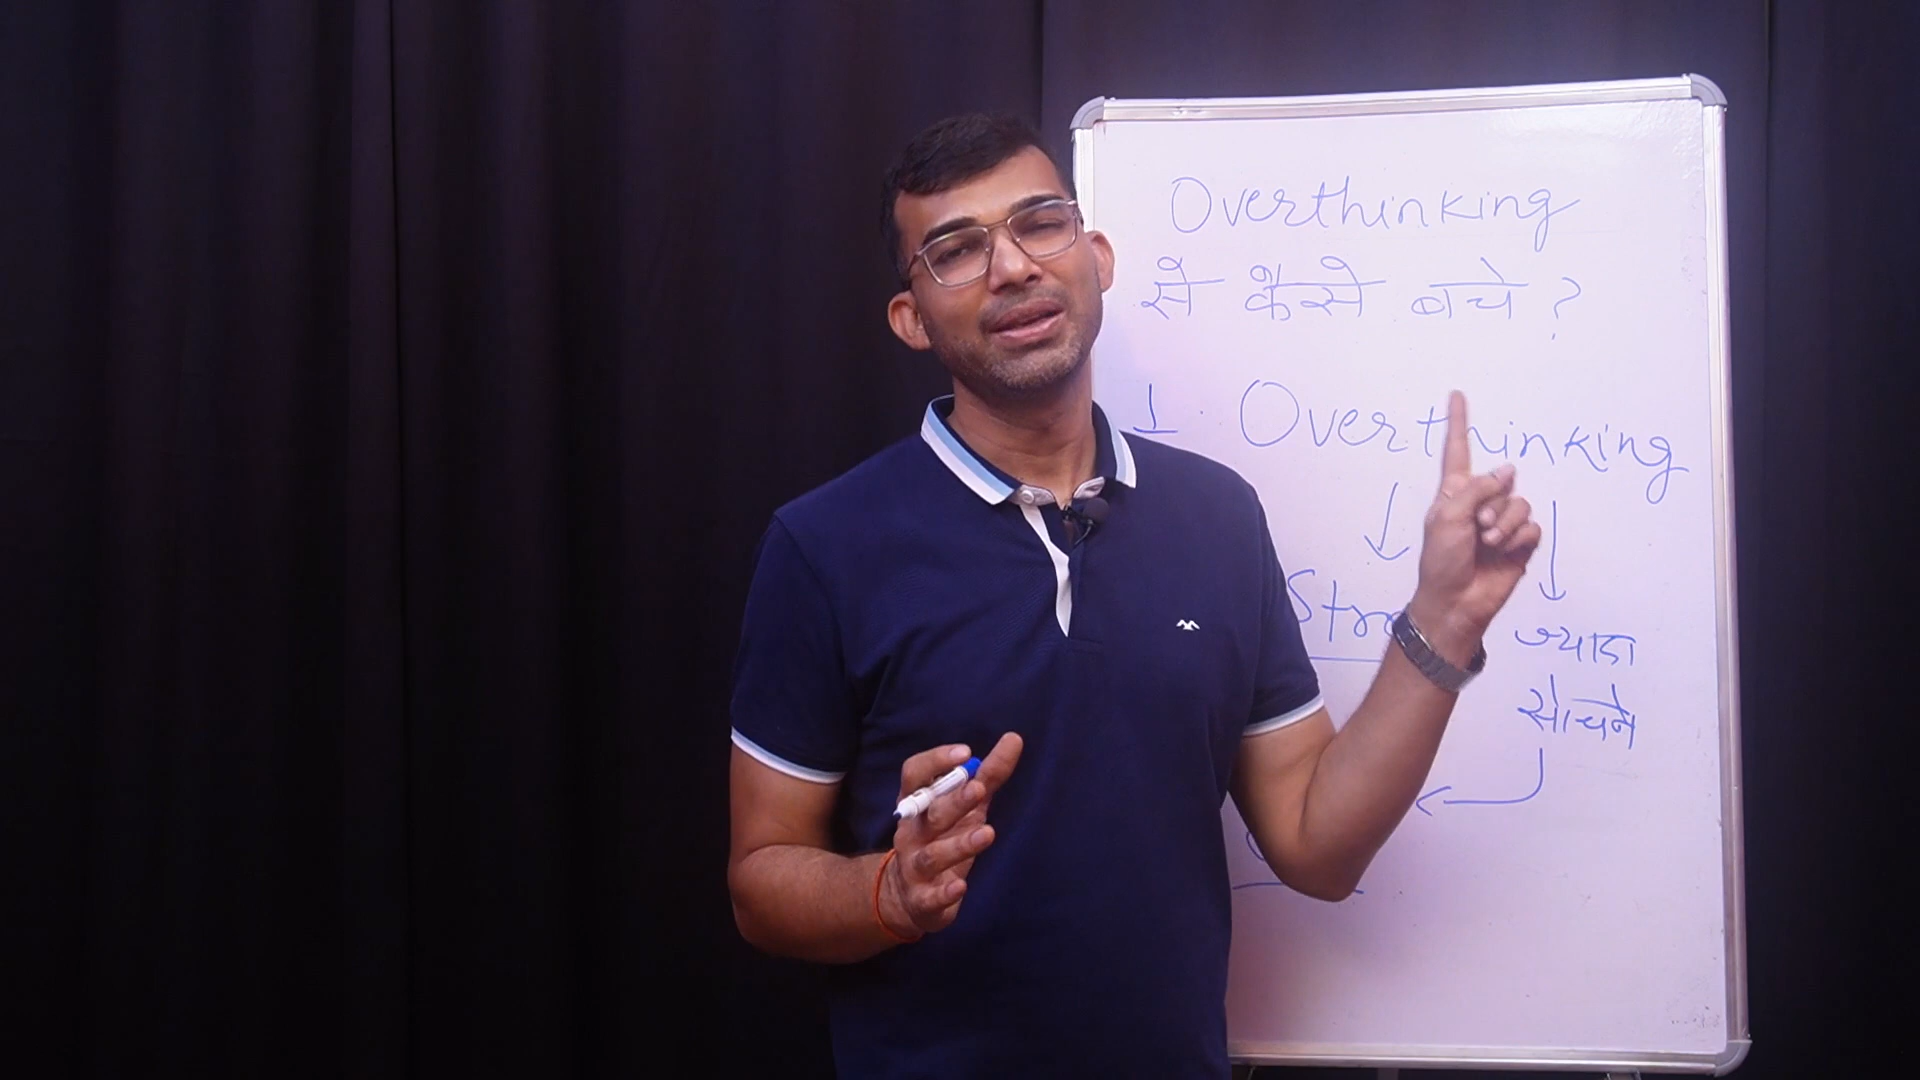 Overthinking
से कैसे बचे ?
1. Overthinking
ज्यादा
सोचने